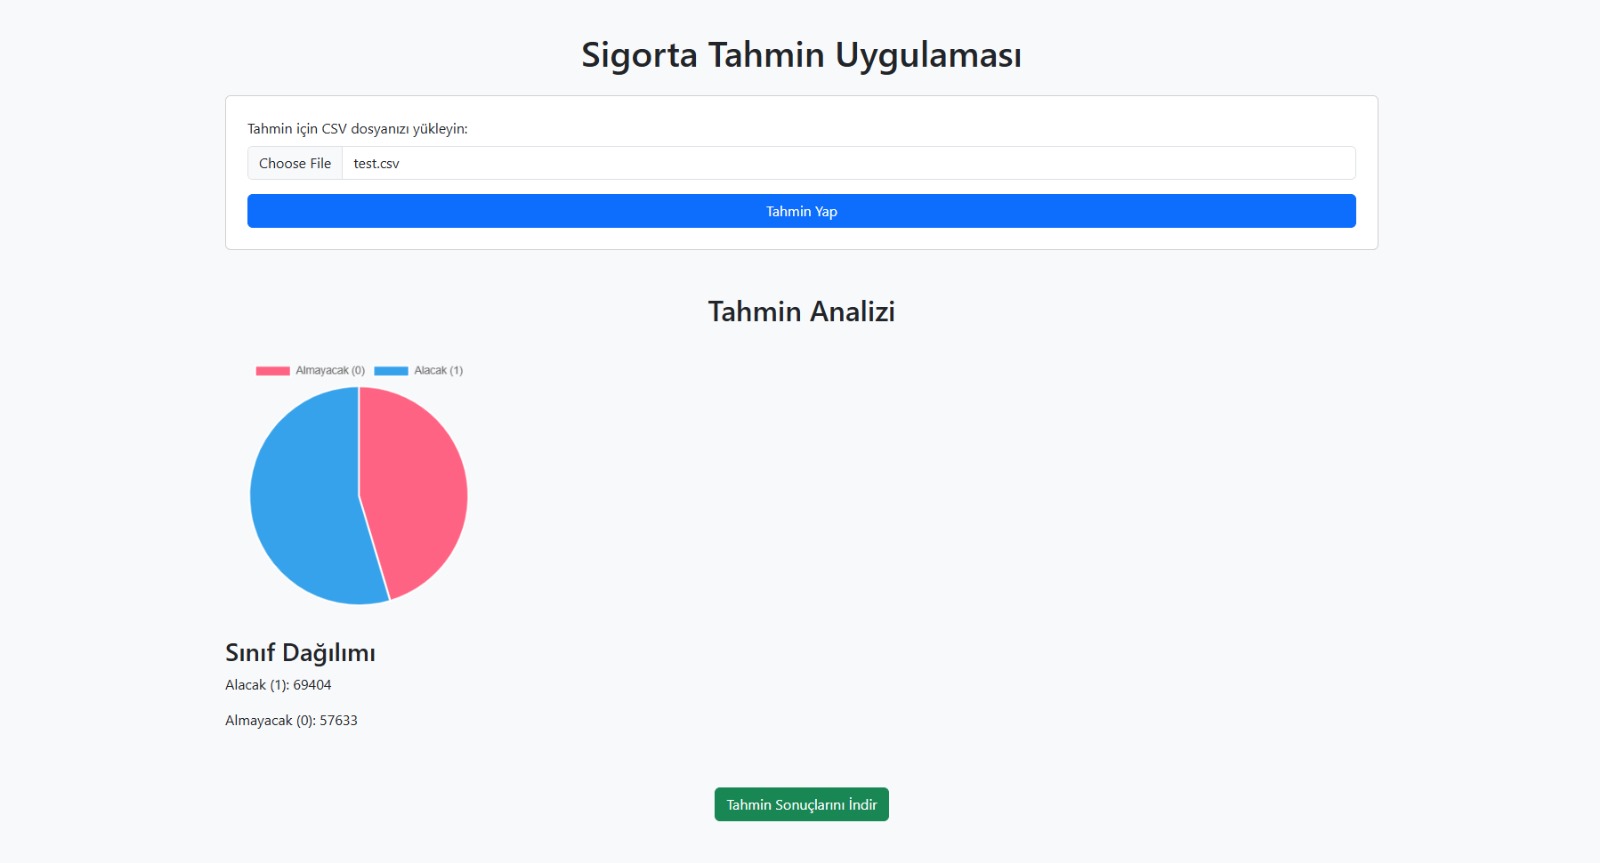 Sigorta Tahmin Uygulaması
Tahmin için CSV dosyanızı yükleyin:
Choose File test.csv
Tahmin Yap
Tahmin Analizi
Almayacak (0) Alacak (1)
Sınıf Dağılımı
Alacak (1): 69404
Almayacak (0): 57633
Tahmin Sonuçlarını İndir